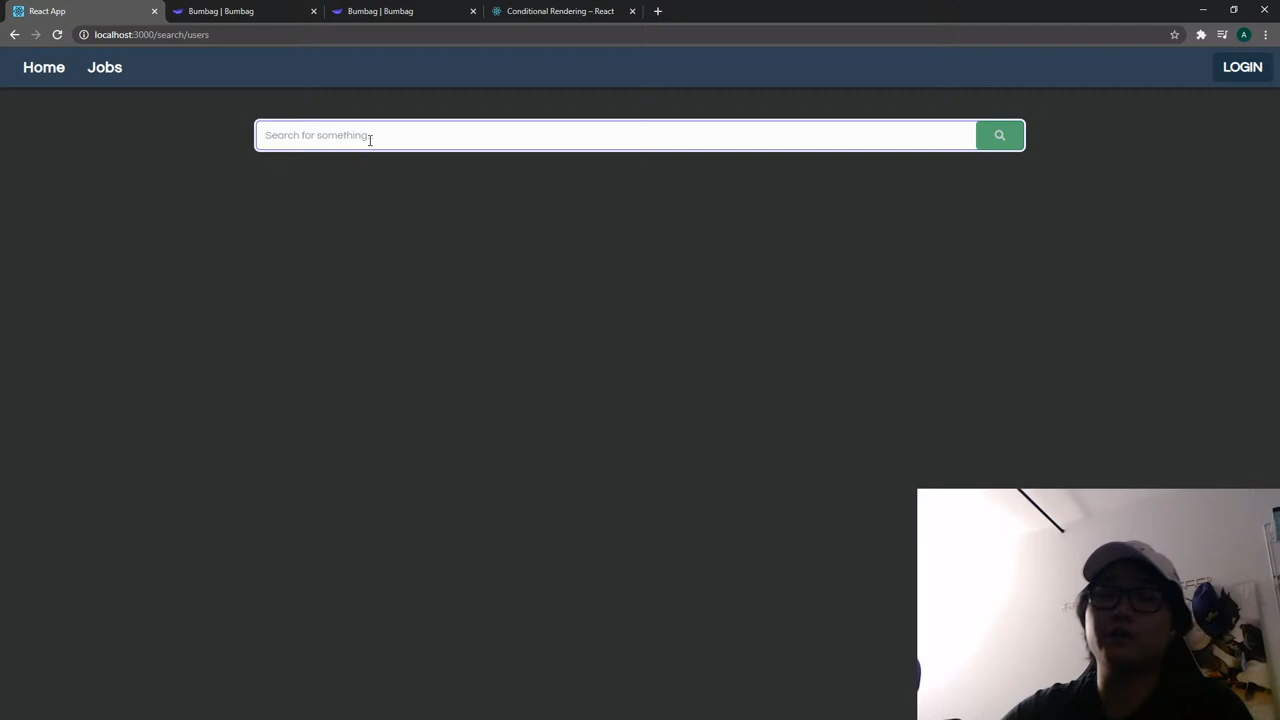 React App
Bumbag | Bumbag
Bumbag | Bumbag
Conditional Rendering – React
localhost:3000/search/users
A
Home
Jobs
LOGIN
Search for something